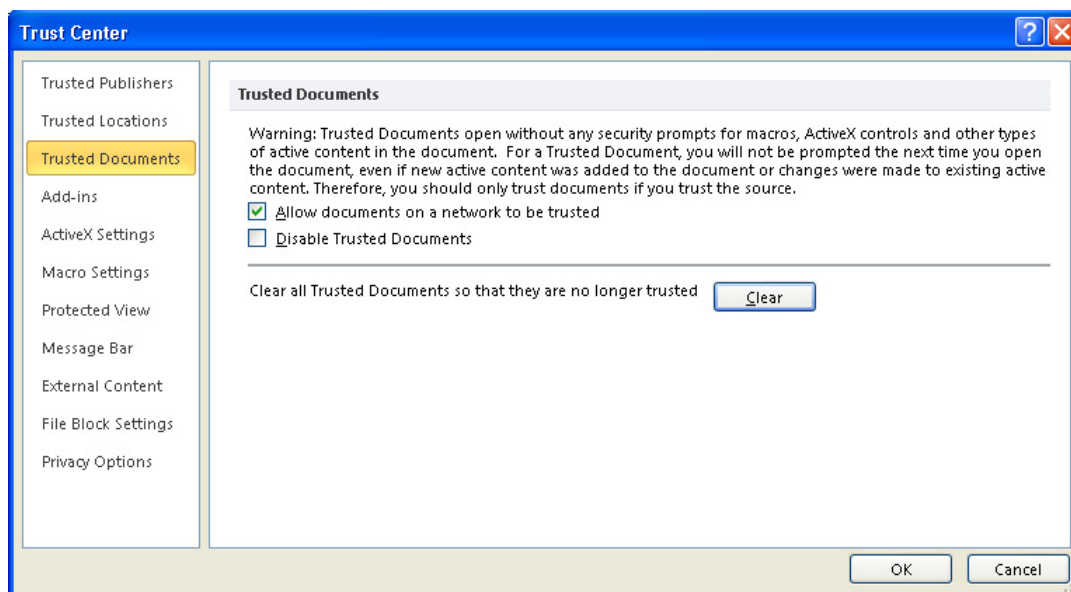 Trust Center
Trusted Publishers
Trusted Locations
Trusted Documents
Add-ins
ActiveX Settings
Macro Settings
Protected View
Message Bar
External Content
File Block Settings
Privacy Options
Trusted Documents
Warning: Trusted Documents open without any security prompts for macros, ActiveX controls and other types
of active content in the document.  For a Trusted Document, you will not be prompted the next time you open
the document, even if new active content was added to the document or changes were made to existing active
content. Therefore, you should only trust documents if you trust the source.
Allow documents on a network to be trusted
Disable Trusted Documents
Clear all Trusted Documents so that they are no longer trusted
Clear
OK
Cancel